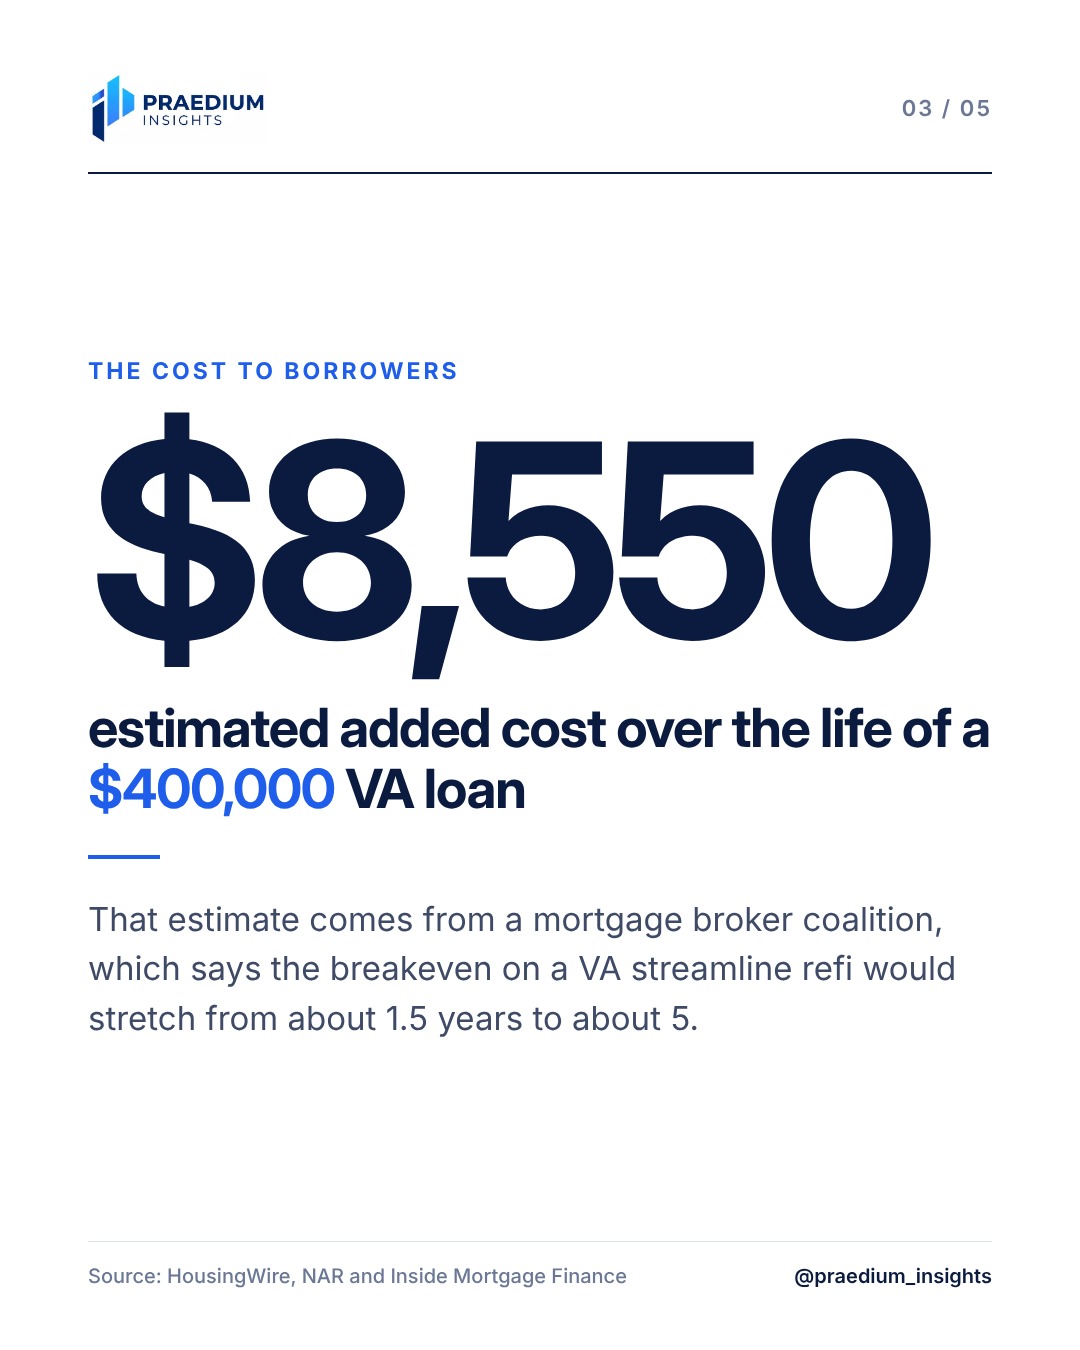 PRAEDIUM
INSIGHTS
03 / 05
THE COST TO BORROWERS
$8,550
estimated added cost over the life of a
$400,000 VA loan
That estimate comes from a mortgage broker coalition,
which says the breakeven on a VA streamline refi would
stretch from about 1.5 years to about 5.
Source: HousingWire, NAR and Inside Mortgage Finance
@praedium_insights